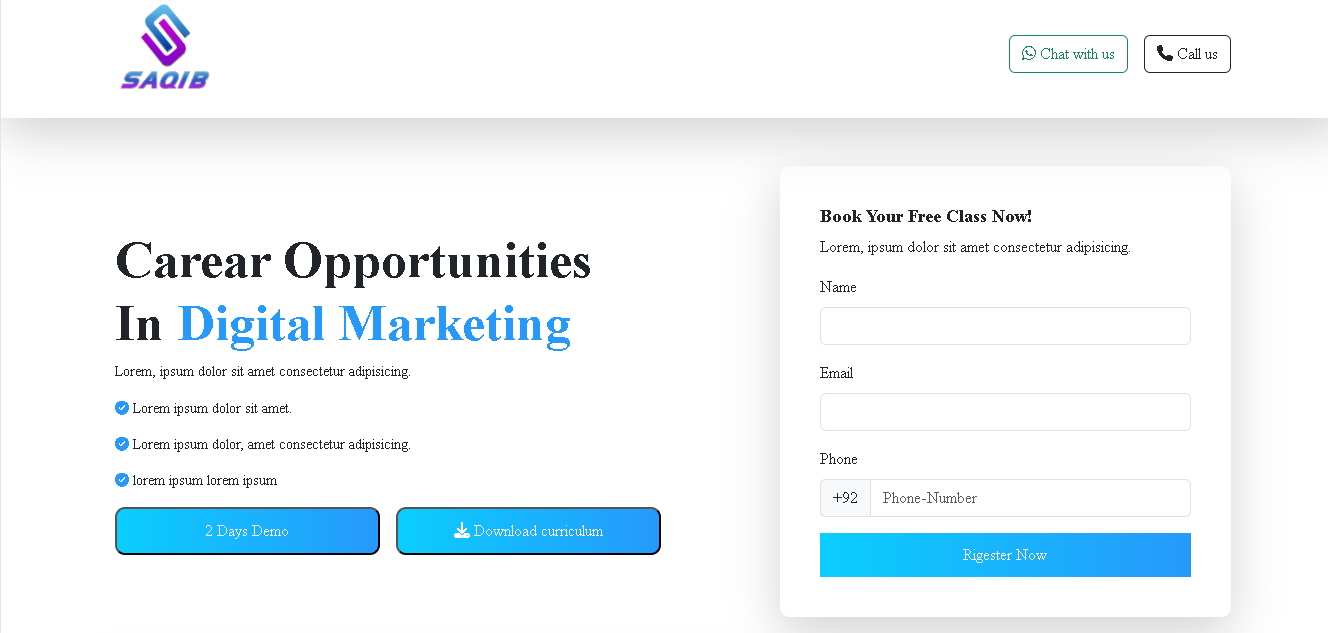 SAQIB
Chat with us
Call us
Carear Opportunities
In Digital Marketing
Lorem, ipsum dolor sit amet consectetur adipisicing.
Lorem ipsum dolor sit amet.
Lorem ipsum dolor, amet consectetur adipisicing.
lorem ipsum lorem ipsum
2 Days Demo
Download curriculum
Book Your Free Class Now!
Lorem, ipsum dolor sit amet consectetur adipisicing.
Name
Email
Phone
+92 Phone-Number
Rigester Now